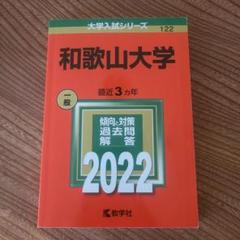 大学入試シリーズ
122
和歌山大学
最近3カ年
一般
傾向と対策
過去問
解答
2022
教学社